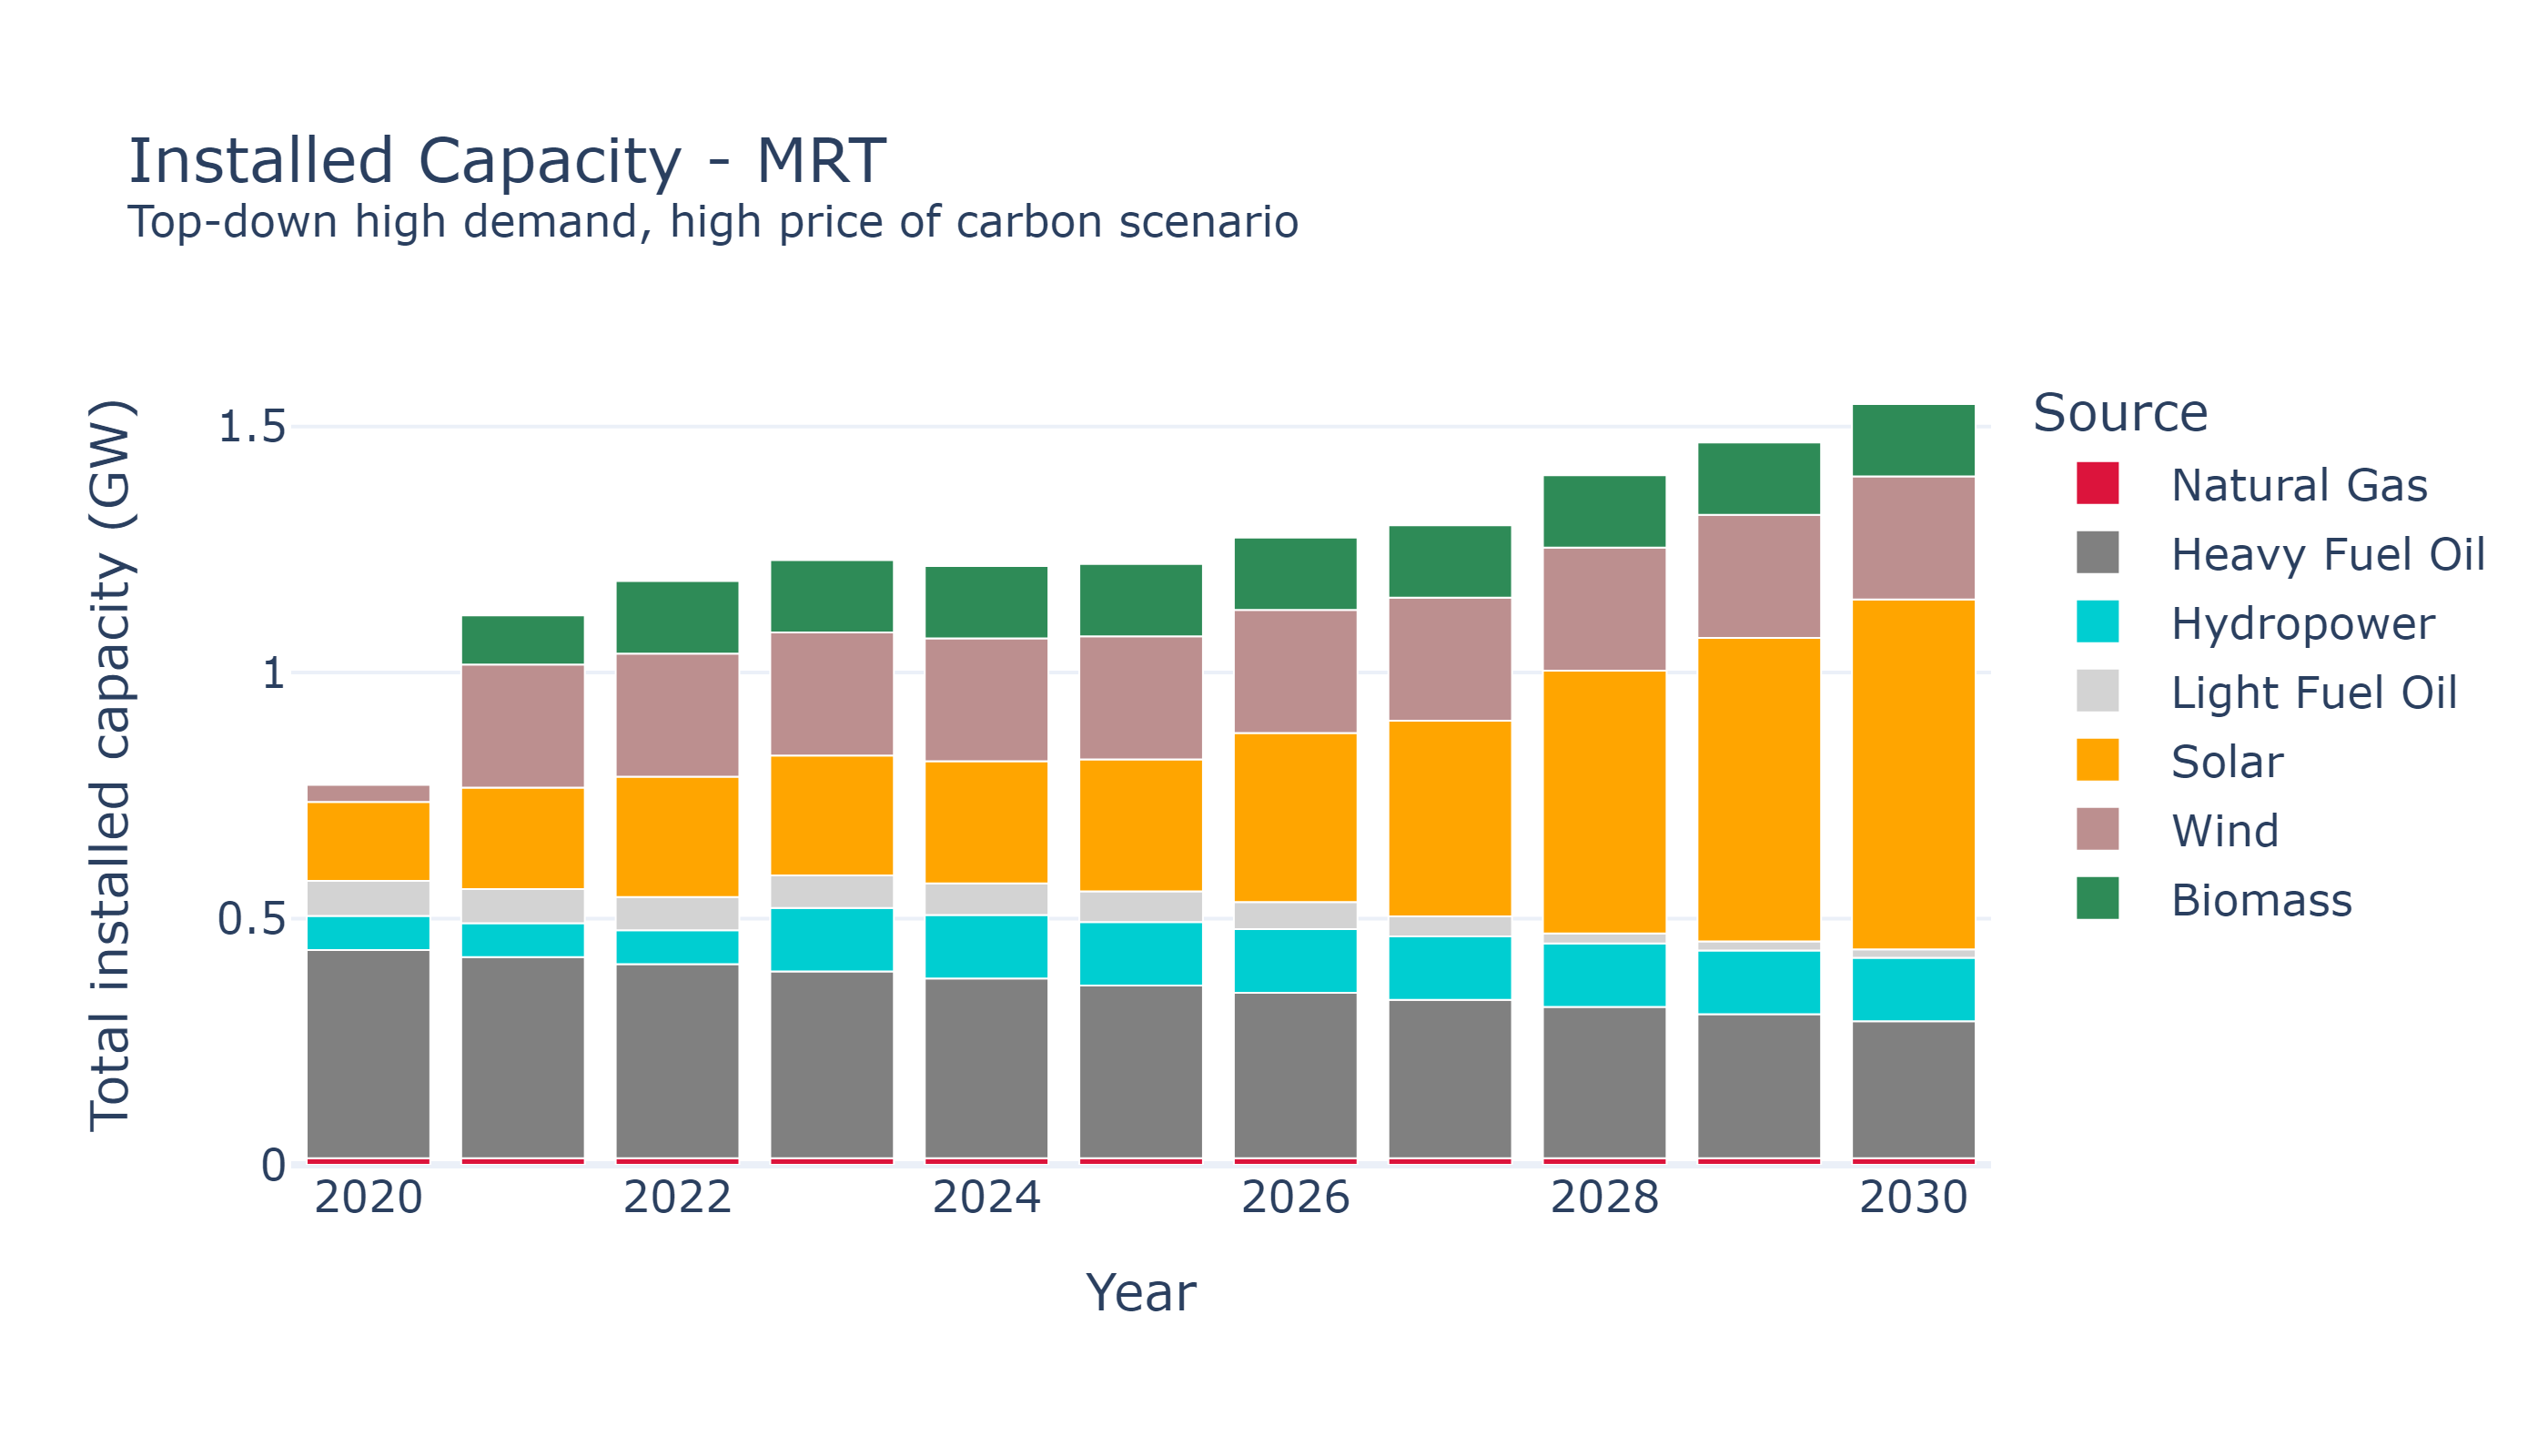 Installed Capacity - MRT
Top-down high demand, high price of carbon scenario
Total installed capacity (GW)
1.5
1
0.5
0
2020 2022 2024 2026 2028 2030
Year
Source
Natural Gas
Heavy Fuel Oil
Hydropower
Light Fuel Oil
Solar
Wind
Biomass